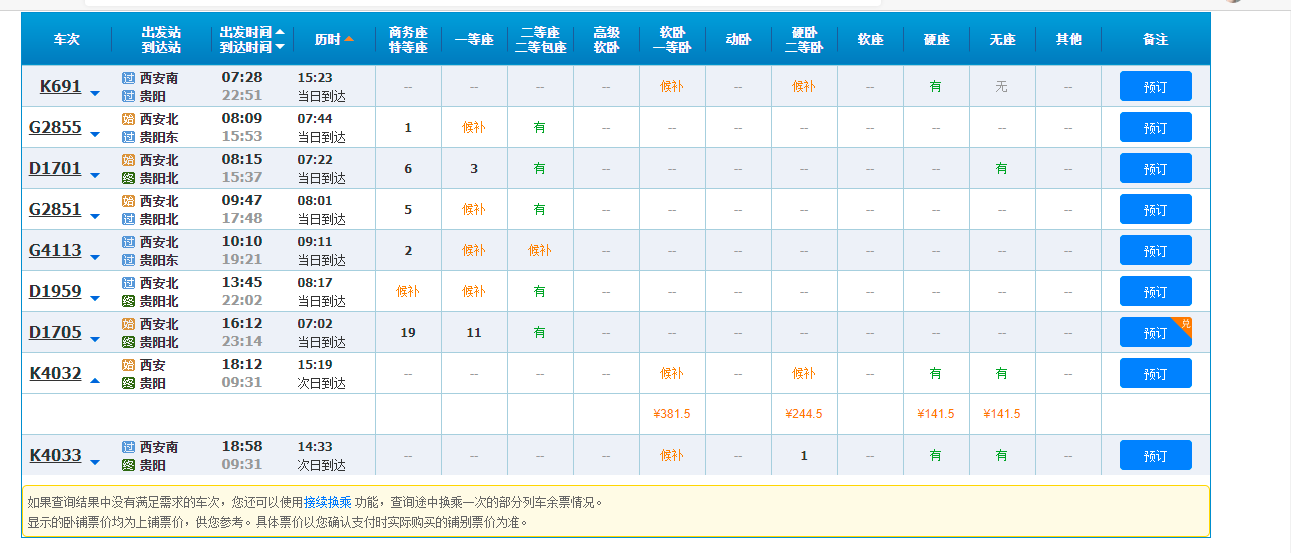 车次 出发站 出发时间 历时 商务座 一等座 二等座 高级 软卧 动卧 硬卧 软座 硬座 无座 其他 备注
到达站 到达时间 特等座 二等包座 软卧 一等卧 二等卧
K691 过 西安南 07:28 15:23 -- -- -- -- 候补 -- 候补 -- 有 无 -- 预订
过 贵阳 22:51 当日到达
G2855 始 西安北 08:09 07:44 1 候补 有 -- -- -- -- -- -- -- -- 预订
过 贵阳东 15:53 当日到达
D1701 始 西安北 08:15 07:22 6 3 有 -- -- -- -- -- -- 有 -- 预订
终 贵阳北 15:37 当日到达
G2851 始 西安北 09:47 08:01 5 候补 有 -- -- -- -- -- -- -- -- 预订
过 贵阳北 17:48 当日到达
G4113 过 西安北 10:10 09:11 2 候补 候补 -- -- -- -- -- -- -- -- 预订
过 贵阳东 19:21 当日到达
D1959 过 西安北 13:45 08:17 候补 候补 有 -- -- -- -- -- -- -- -- 预订
终 贵阳北 22:02 当日到达
D1705 始 西安北 16:12 07:02 19 11 有 -- -- -- -- -- -- -- -- 预订 兑
终 贵阳北 23:14 当日到达
K4032 始 西安 18:12 15:19 -- -- -- -- 候补 -- 候补 -- 有 有 -- 预订
终 贵阳 09:31 次日到达
¥381.5 ¥244.5 ¥141.5 ¥141.5
K4033 过 西安南 18:58 14:33 -- -- -- -- 候补 -- 1 -- 有 有 -- 预订
终 贵阳 09:31 次日到达
如果查询结果中没有满足需求的车次，您还可以使用接续换乘 功能，查询途中换乘一次的部分列车余票情况。
显示的卧铺票价均为上铺票价，供您参考。具体票价以您确认支付时实际购买的铺别票价为准。